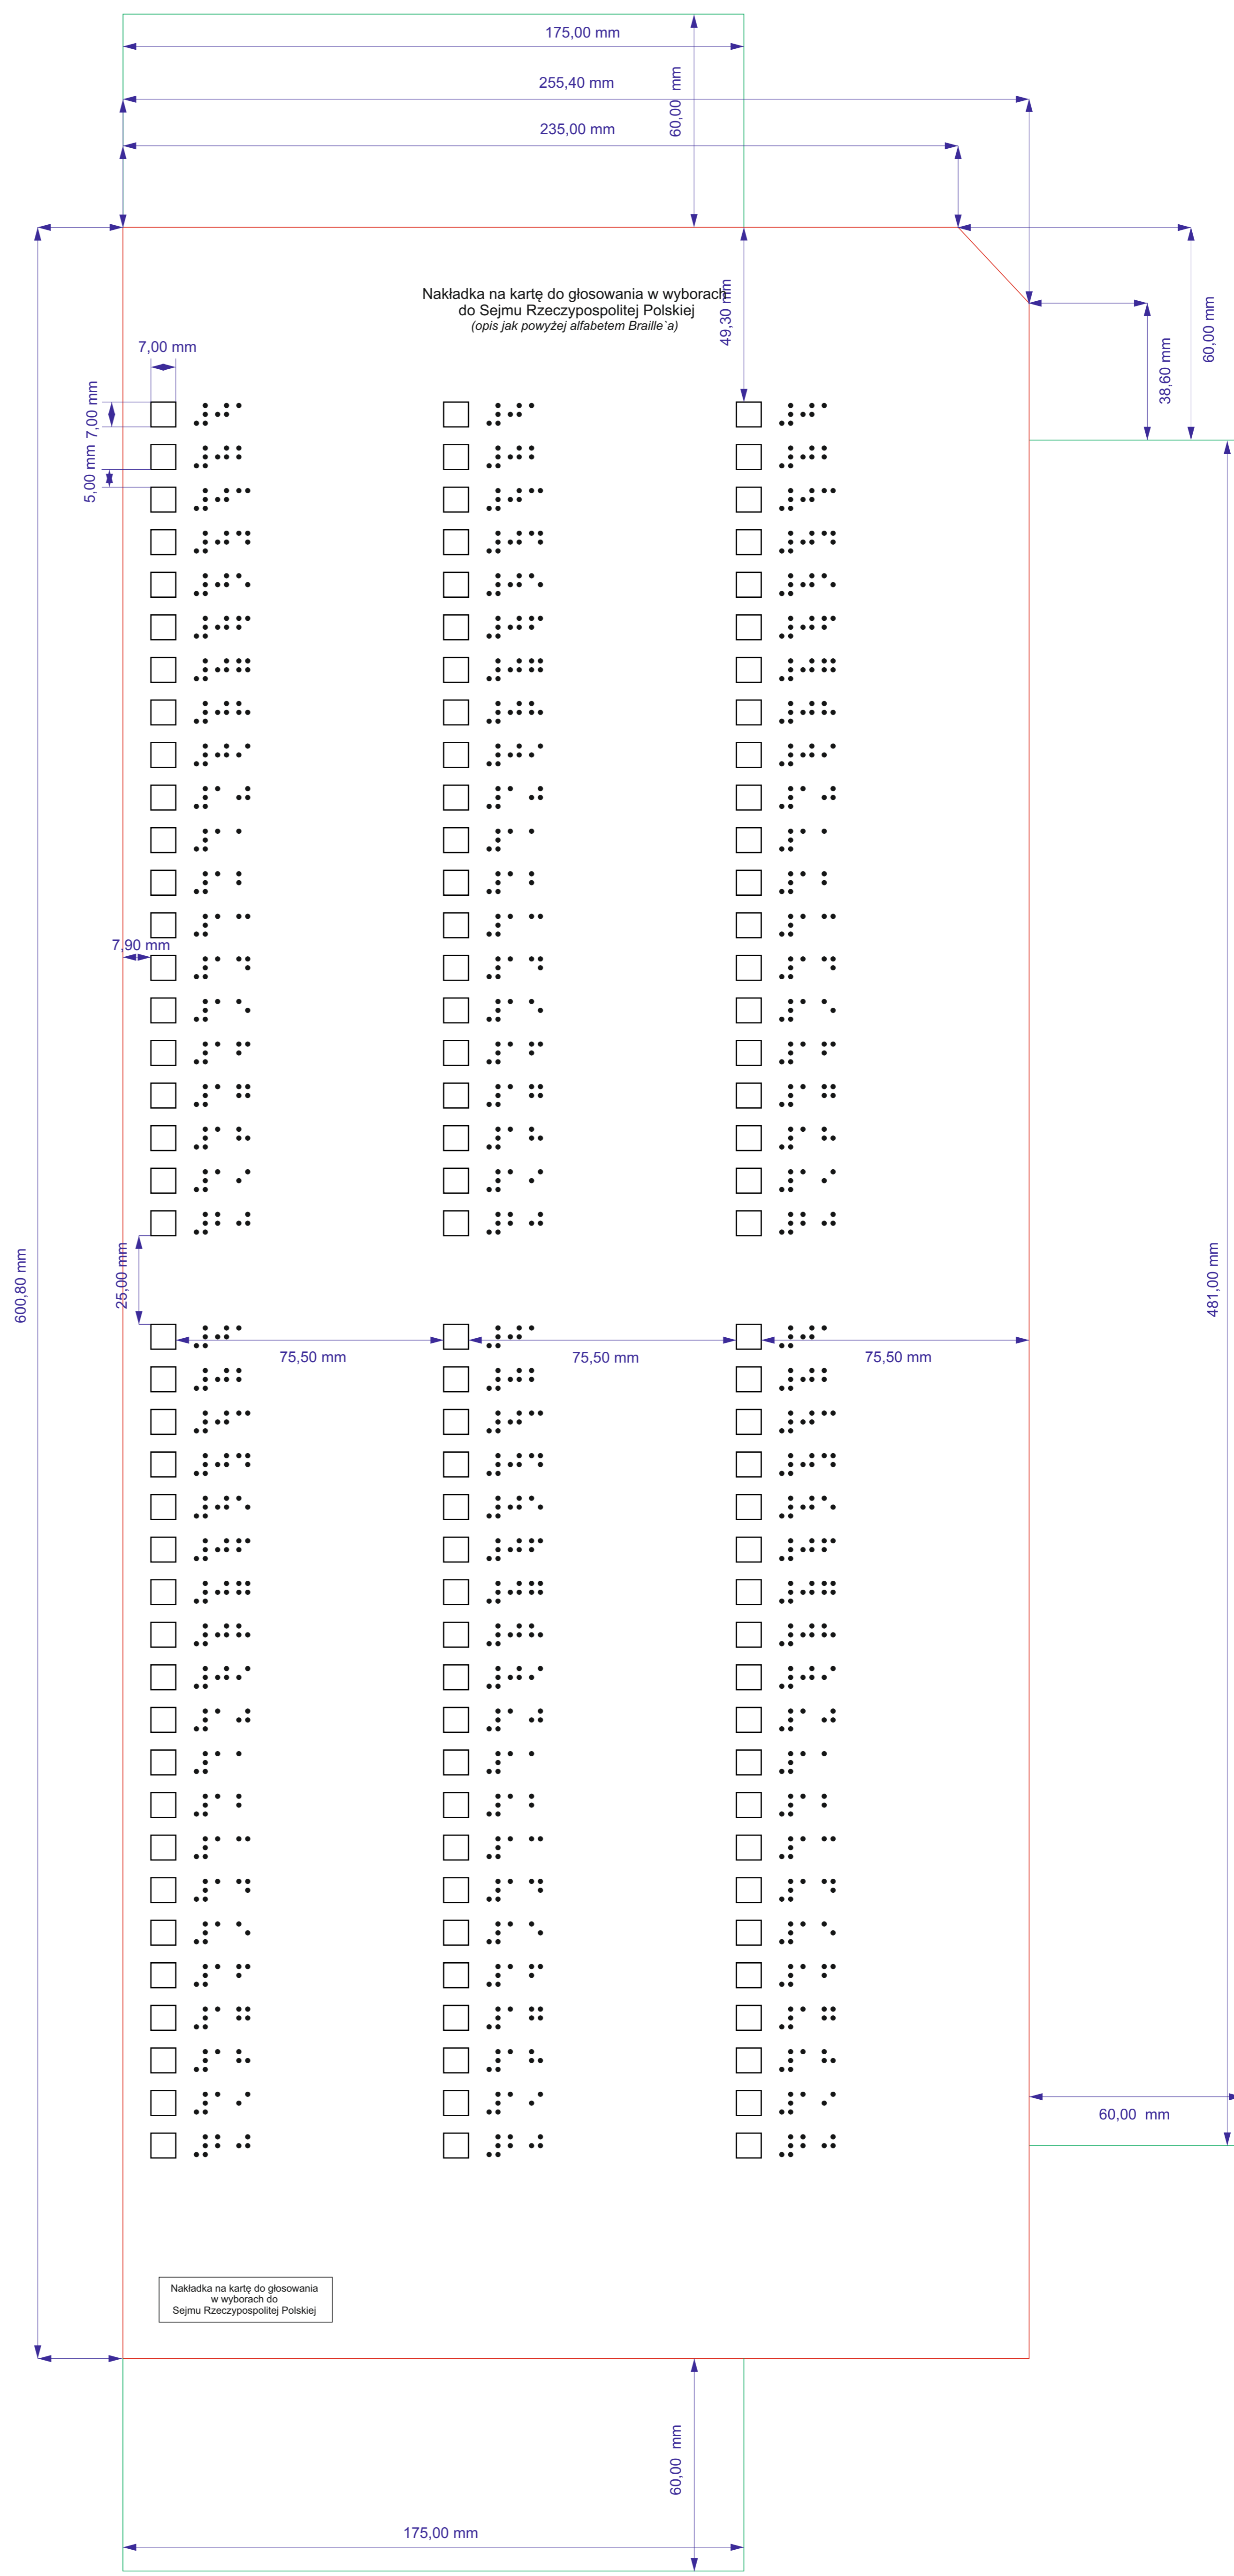 175,00 mm
255,40 mm
60,00 mm
235,00 mm
Nakładka na kartę do głosowania w wyborach
do Sejmu Rzeczypospolitej Polskiej
(opis jak powyżej alfabetem Braille`a)
49,30 mm
60,00 mm
38,60 mm
7,00 mm
7,00 mm
5,00 mm
⠼⠚⠁ ⠼⠚⠁ ⠼⠚⠁
⠼⠚⠃ ⠼⠚⠃ ⠼⠚⠃
⠼⠚⠉ ⠼⠚⠉ ⠼⠚⠉
⠼⠚⠙ ⠼⠚⠙ ⠼⠚⠙
⠼⠚⠑ ⠼⠚⠑ ⠼⠚⠑
⠼⠚⠋ ⠼⠚⠋ ⠼⠚⠋
⠼⠚⠛ ⠼⠚⠛ ⠼⠚⠛
⠼⠚⠓ ⠼⠚⠓ ⠼⠚⠓
⠼⠚⠊ ⠼⠚⠊ ⠼⠚⠊
⠼⠁⠚ ⠼⠁⠚ ⠼⠁⠚
⠼⠁⠁ ⠼⠁⠁ ⠼⠁⠁
⠼⠁⠃ ⠼⠁⠃ ⠼⠁⠃
⠼⠁⠉ ⠼⠁⠉ ⠼⠁⠉
7,90 mm
⠼⠁⠙ ⠼⠁⠙ ⠼⠁⠙
⠼⠁⠑ ⠼⠁⠑ ⠼⠁⠑
⠼⠁⠋ ⠼⠁⠋ ⠼⠁⠋
⠼⠁⠛ ⠼⠁⠛ ⠼⠁⠛
⠼⠁⠓ ⠼⠁⠓ ⠼⠁⠓
⠼⠁⠊ ⠼⠁⠊ ⠼⠁⠊
⠼⠃⠚ ⠼⠃⠚ ⠼⠃⠚
600,80 mm
25,00 mm
481,00 mm
⠼⠚⠁ ⠼⠚⠁ ⠼⠚⠁
75,50 mm 75,50 mm 75,50 mm
⠼⠚⠃ ⠼⠚⠃ ⠼⠚⠃
⠼⠚⠉ ⠼⠚⠉ ⠼⠚⠉
⠼⠚⠙ ⠼⠚⠙ ⠼⠚⠙
⠼⠚⠑ ⠼⠚⠑ ⠼⠚⠑
⠼⠚⠋ ⠼⠚⠋ ⠼⠚⠋
⠼⠚⠛ ⠼⠚⠛ ⠼⠚⠛
⠼⠚⠓ ⠼⠚⠓ ⠼⠚⠓
⠼⠚⠊ ⠼⠚⠊ ⠼⠚⠊
⠼⠁⠚ ⠼⠁⠚ ⠼⠁⠚
⠼⠁⠁ ⠼⠁⠁ ⠼⠁⠁
⠼⠁⠃ ⠼⠁⠃ ⠼⠁⠃
⠼⠁⠉ ⠼⠁⠉ ⠼⠁⠉
⠼⠁⠙ ⠼⠁⠙ ⠼⠁⠙
⠼⠁⠑ ⠼⠁⠑ ⠼⠁⠑
⠼⠁⠋ ⠼⠁⠋ ⠼⠁⠋
⠼⠁⠛ ⠼⠁⠛ ⠼⠁⠛
⠼⠁⠓ ⠼⠁⠓ ⠼⠁⠓
⠼⠁⠊ ⠼⠁⠊ ⠼⠁⠊
60,00 mm
⠼⠃⠚ ⠼⠃⠚ ⠼⠃⠚
Nakładka na kartę do głosowania
w wyborach do
Sejmu Rzeczypospolitej Polskiej
60,00 mm
175,00 mm